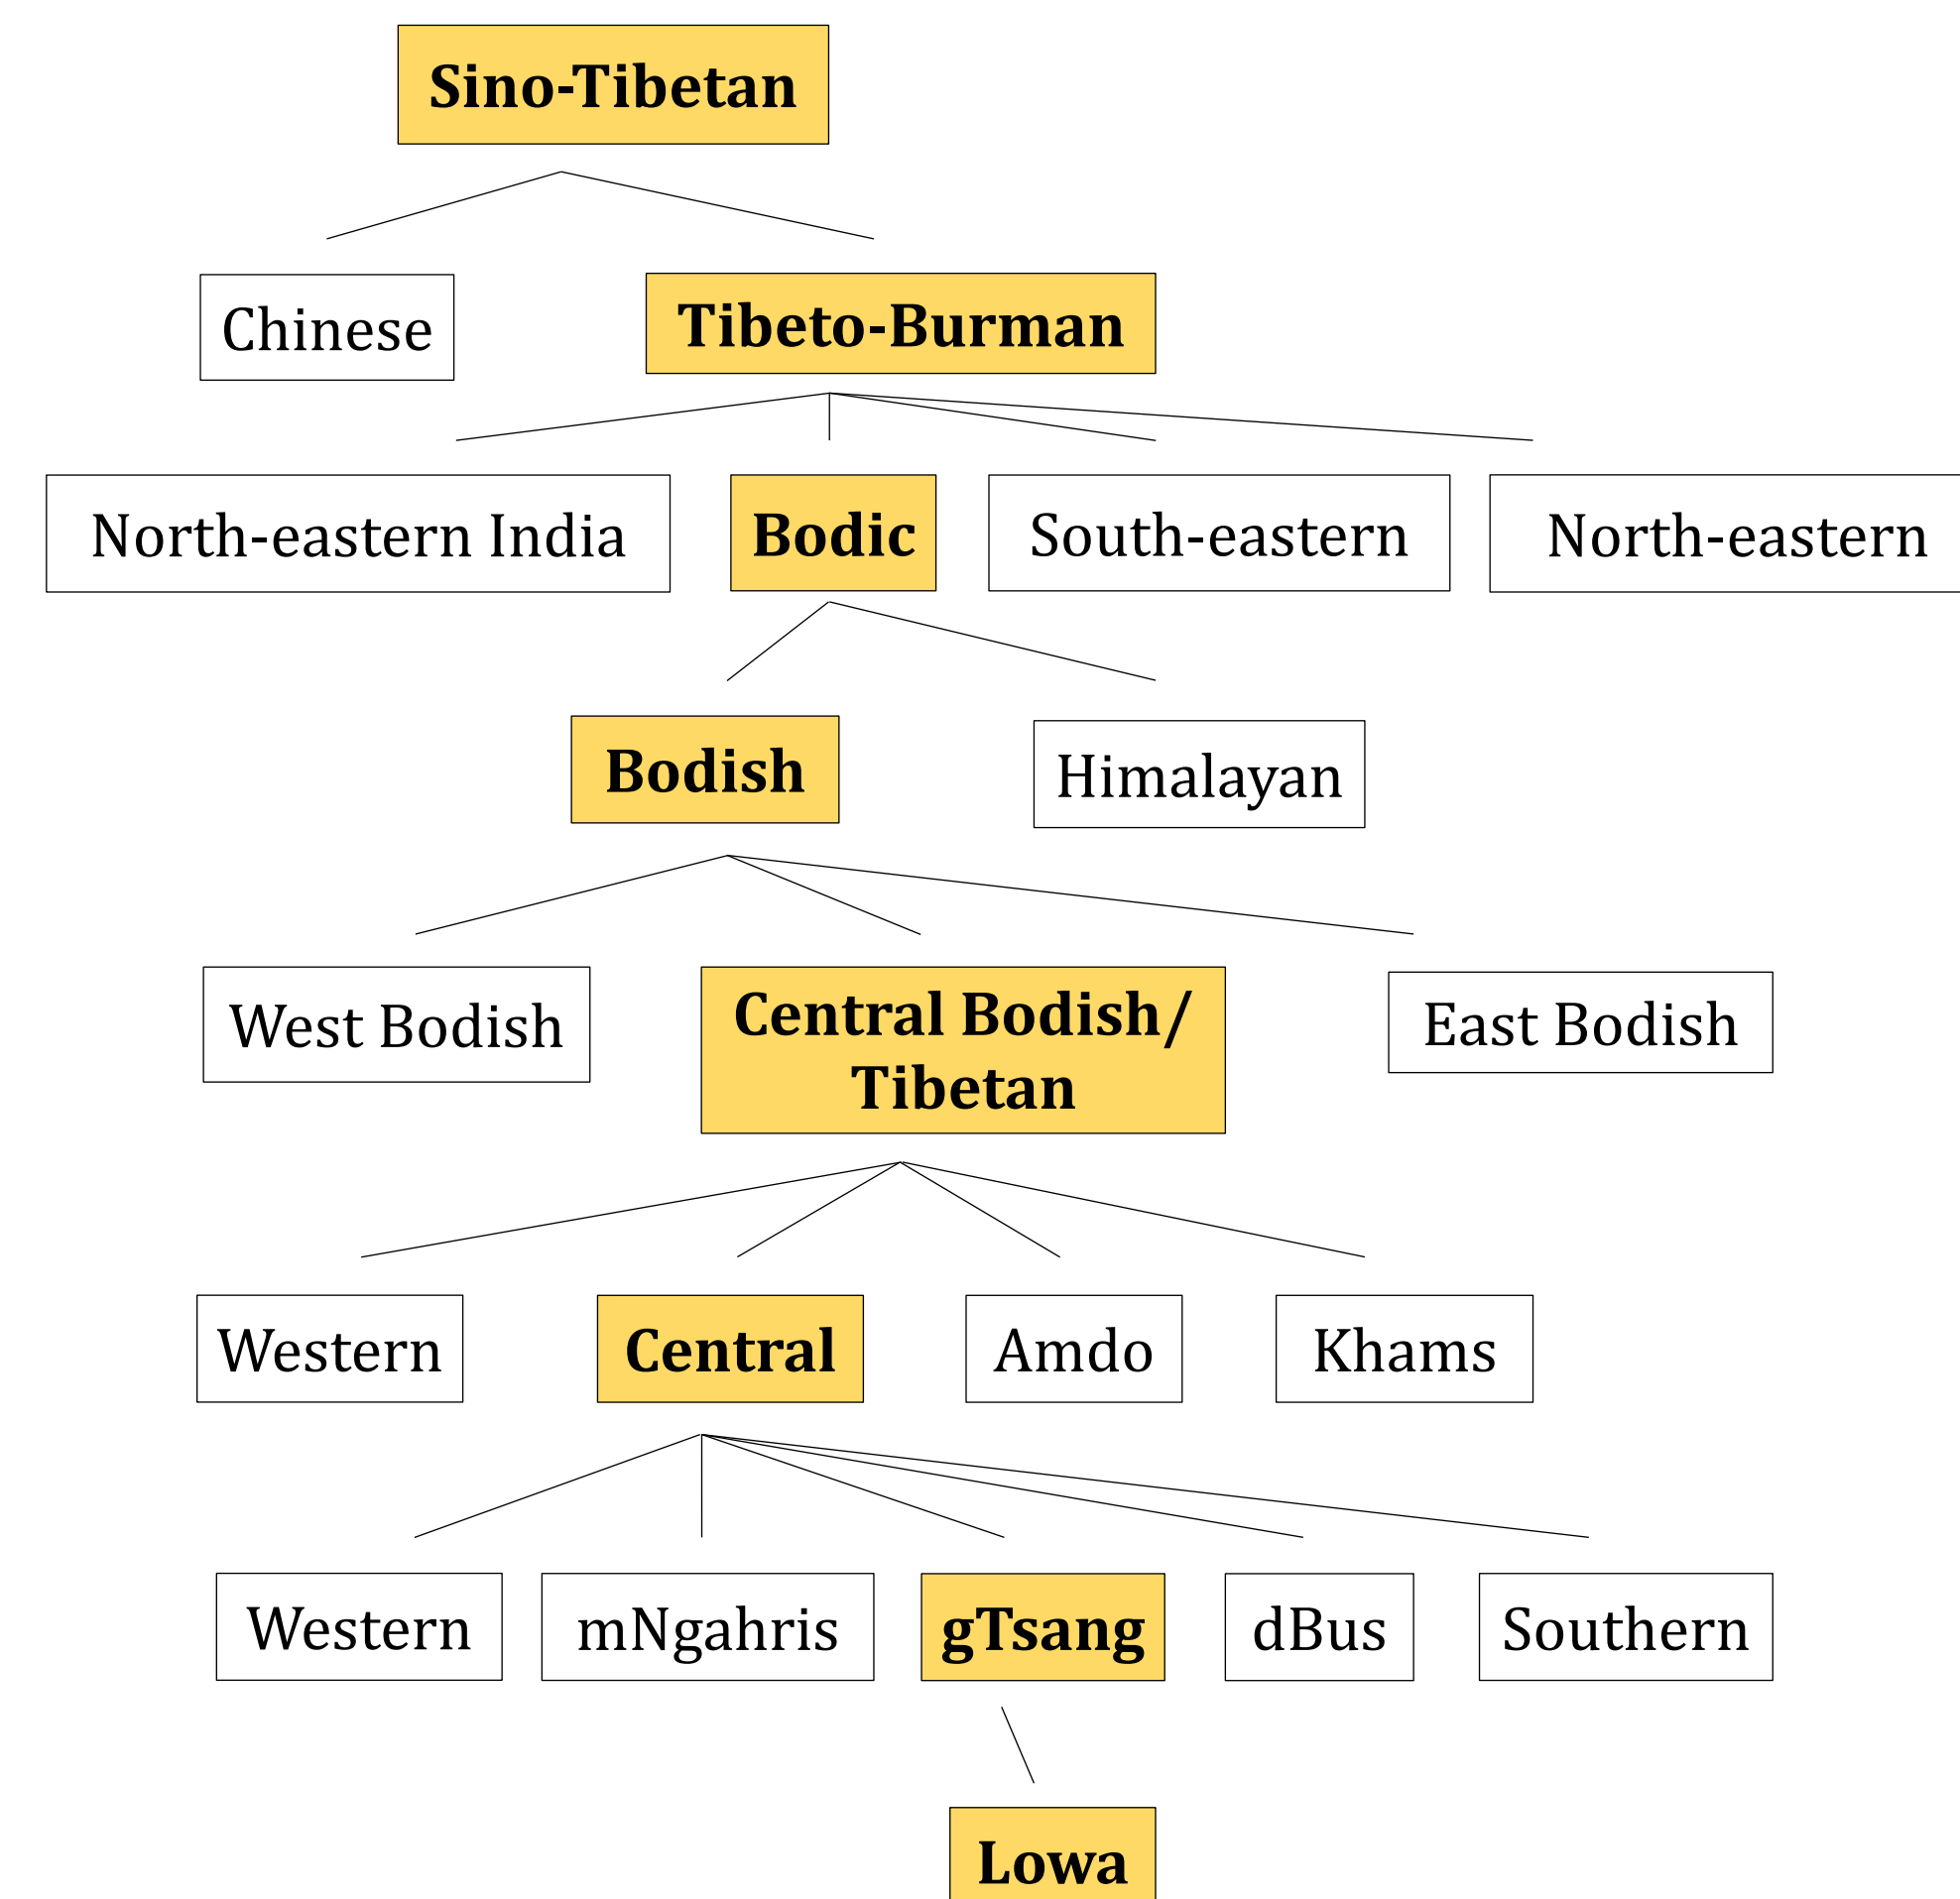 Sino-Tibetan
Chinese
Tibeto-Burman
North-eastern India
Bodic
South-eastern
North-eastern
Bodish
Himalayan
West Bodish
Central Bodish/
Tibetan
East Bodish
Western
Central
Amdo
Khams
Western
mNgahris
gTsang
dBus
Southern
Lowa